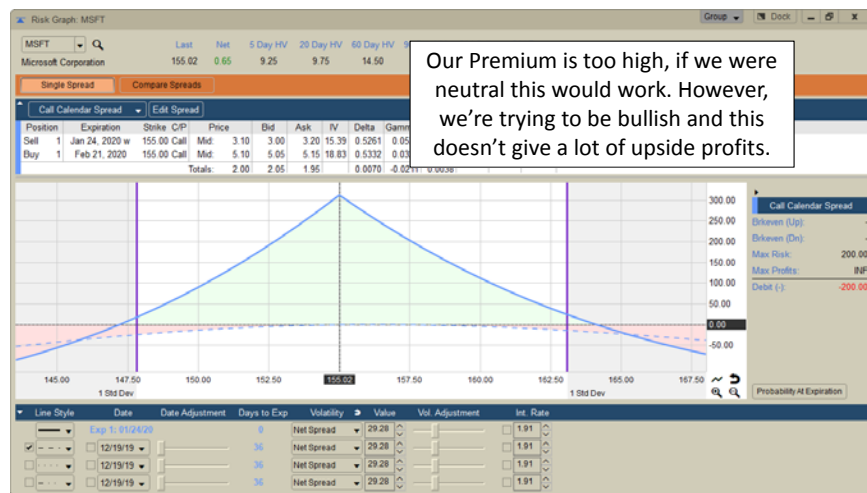 Risk Graph: MSFT
Group
Dock
MSFT
Last Net 5 Day HV 20 Day HV 60 Day HV
Microsoft Corporation 155.02 0.65 9.25 9.75 14.50
Our Premium is too high, if we were
neutral this would work. However,
we're trying to be bullish and this
doesn't give a lot of upside profits.
Single Spread Compare Spreads
Call Calendar Spread Edit Spread
Position Expiration Strike C/P Price Bid Ask IV Delta Gamm
Sell 1 Jan 24, 2020 w 155.00 Call Mid: 3.10 3.00 3.20 15.39 0.5261 0.05
Buy 1 Feb 21, 2020 155.00 Call Mid: 5.10 5.05 5.15 18.83 0.5332 0.03
Totals: 2.00 2.05 1.95 0.0070 -0.0211 0.0038
300.00
250.00
200.00
150.00
100.00
50.00
0.00
-50.00
Call Calendar Spread
Brkeven (Up): -
Brkeven (Dn): -
Max Risk: 200.00
Max Profits: INF
Debit (-): -200.00
145.00 147.50 150.00 152.50 155.02 157.50 160.00 162.50 165.00 167.50
1 Std Dev 1 Std Dev
Probability At Expiration
Line Style Date Date Adjustment Days to Exp Volatility Value Vol. Adjustment Int. Rate
Exp 1: 01/24/20 0 Net Spread 29.28 1.91
12/19/19 36 Net Spread 29.28 1.91
12/19/19 36 Net Spread 29.28 1.91
12/19/19 36 Net Spread 29.28 1.91